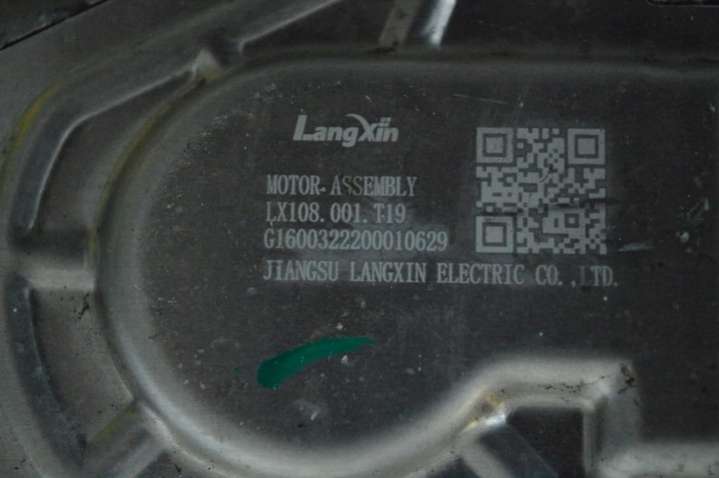 LangXin
MOTOR ASSEMBLY
LX108.001.T19
G1600322200010629
JIANGSU LANGXIN ELECTRIC CO.,LTD.